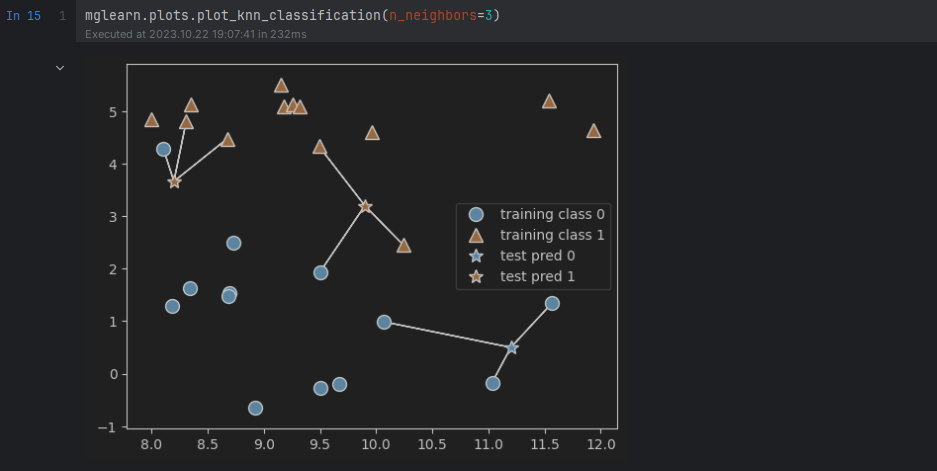 In 15 1 mglearn.plots.plot_knn_classification(n_neighbors=3)
Executed at 2023.10.22 19:07:41 in 232ms
5
4
3
2
1
0
−1
training class 0
training class 1
test pred 0
test pred 1
8.0 8.5 9.0 9.5 10.0 10.5 11.0 11.5 12.0